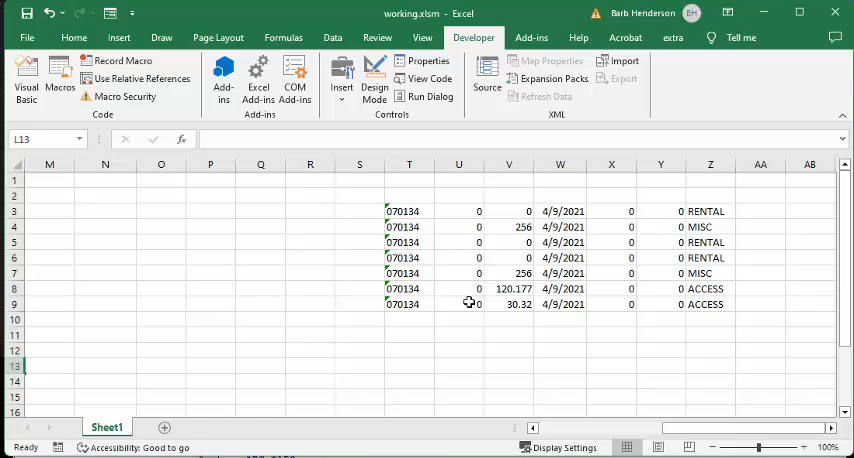 working.xlsm - Excel
Barb Henderson BH
File Home Insert Draw Page Layout Formulas Data Review View Developer Add-ins Help Acrobat extra Tell me
Visual Basic
Macros
Record Macro
Use Relative References
Macro Security
Code
Add-ins
Excel Add-ins
COM Add-ins
Add-ins
Insert
Design Mode
Properties
View Code
Run Dialog
Controls
Source
Map Properties
Expansion Packs
Refresh Data
Import
Export
XML
L13 fx
M N O P Q R S T U V W X Y Z AA AB
1
2
3 070134 0 0 4/9/2021 0 0 RENTAL
4 070134 0 256 4/9/2021 0 0 MISC
5 070134 0 0 4/9/2021 0 0 RENTAL
6 070134 0 0 4/9/2021 0 0 RENTAL
7 070134 0 256 4/9/2021 0 0 MISC
8 070134 0 120.177 4/9/2021 0 0 ACCESS
9 070134 0 30.32 4/9/2021 0 0 ACCESS
10
11
12
13
14
15
16
Sheet1
Ready Accessibility: Good to go Display Settings 100%